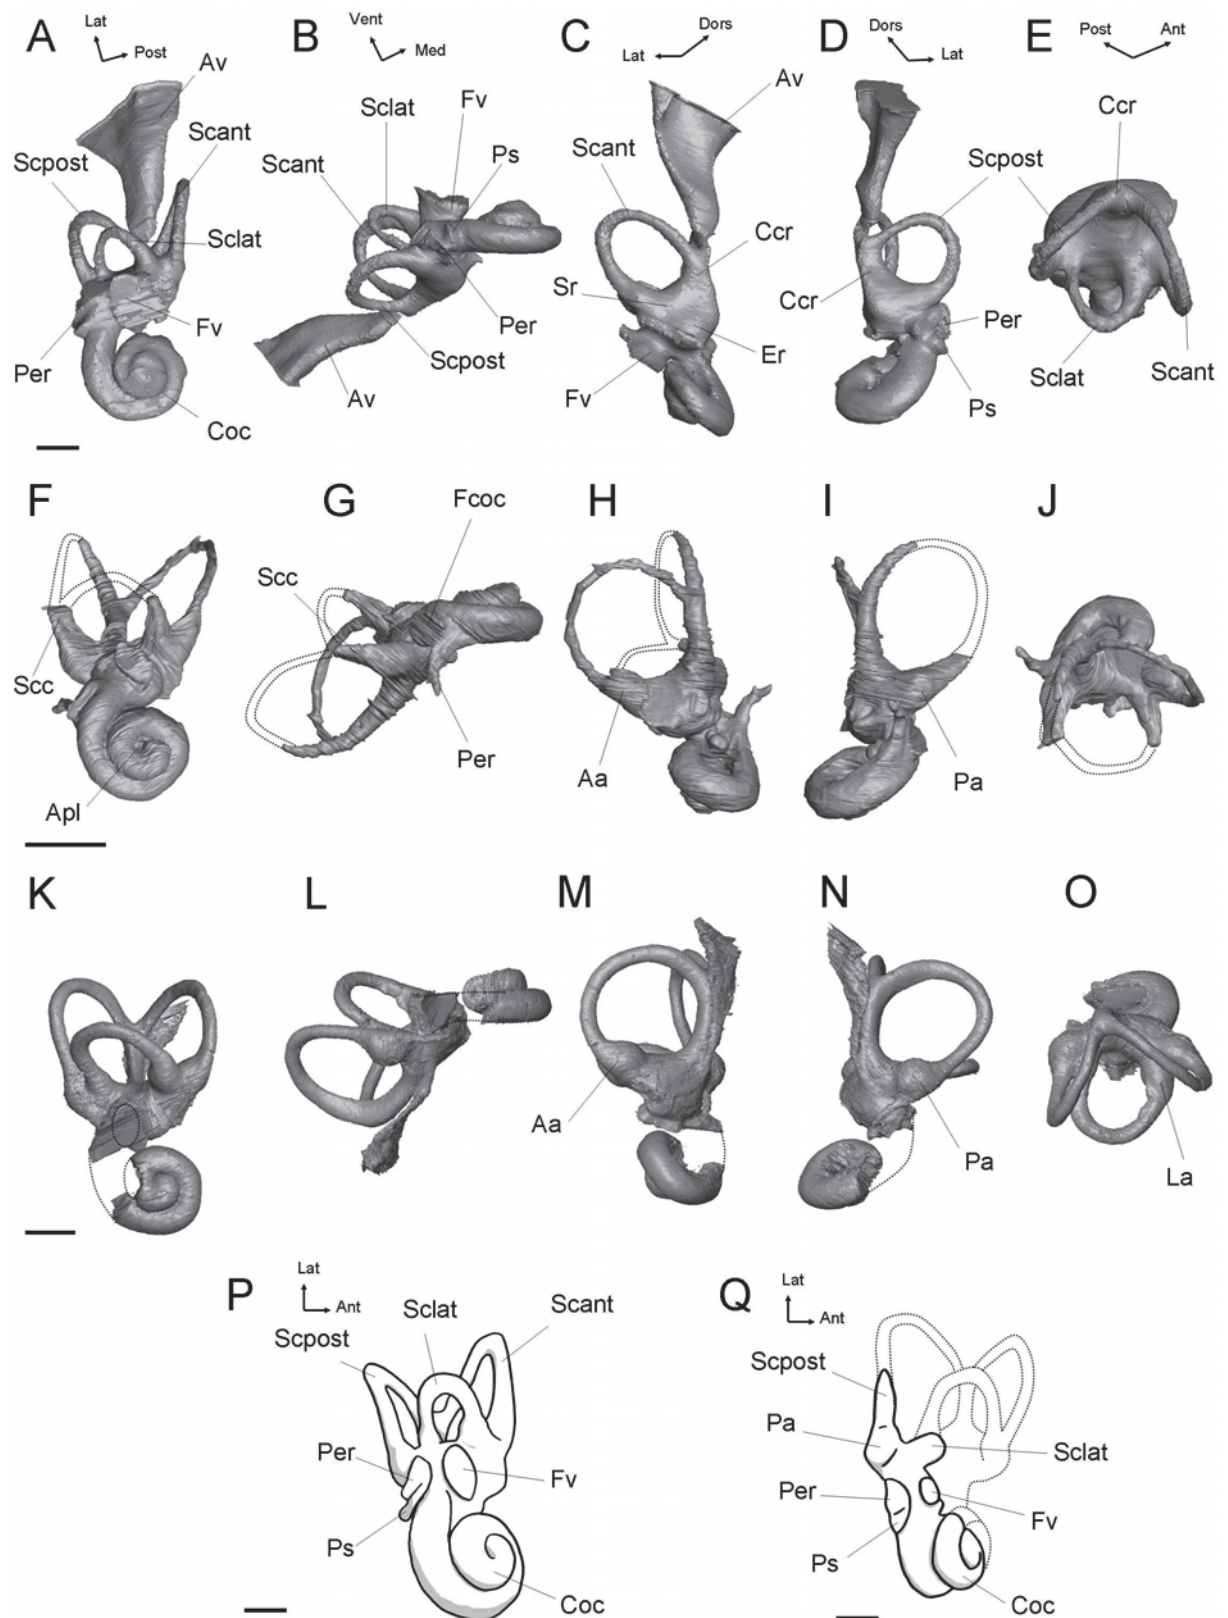 A
Lat
Post
Av
Scant
Scpost
Sclat
Fv
Per
Coc
B
Vent
Med
Sclat
Fv
Scant
Ps
Per
Scpost
Av
C
Dors
Lat
Av
Scant
Ccr
Sr
Er
Fv
D
Dors
Lat
Scpost
Ccr
Per
Ps
E
Post
Ant
Ccr
Sclat
Scant
F
Scc
Apl
G
Fcoc
Scc
Per
H
Aa
I
Pa
J
K
L
M
Aa
N
Pa
O
La
P
Lat
Ant
Sclat
Scant
Scpost
Per
Fv
Ps
Coc
Q
Lat
Ant
Scpost
Pa
Sclat
Per
Fv
Ps
Coc